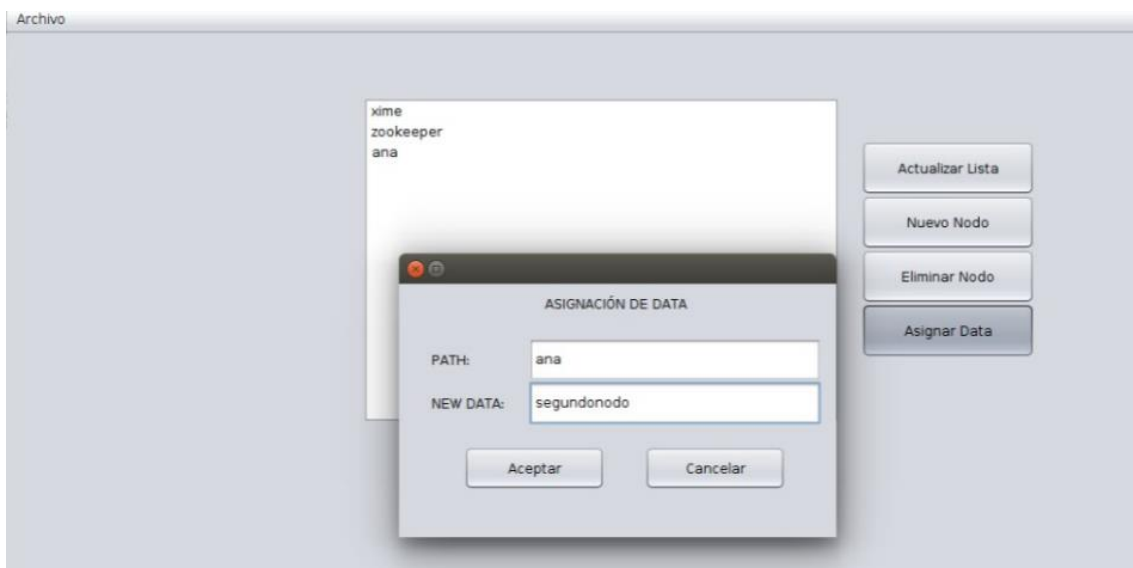 Archivo
xime
zookeeper
ana
Actualizar Lista
Nuevo Nodo
Eliminar Nodo
Asignar Data
ASIGNACIÓN DE DATA
PATH: ana
NEW DATA: segundonodo
Aceptar Cancelar